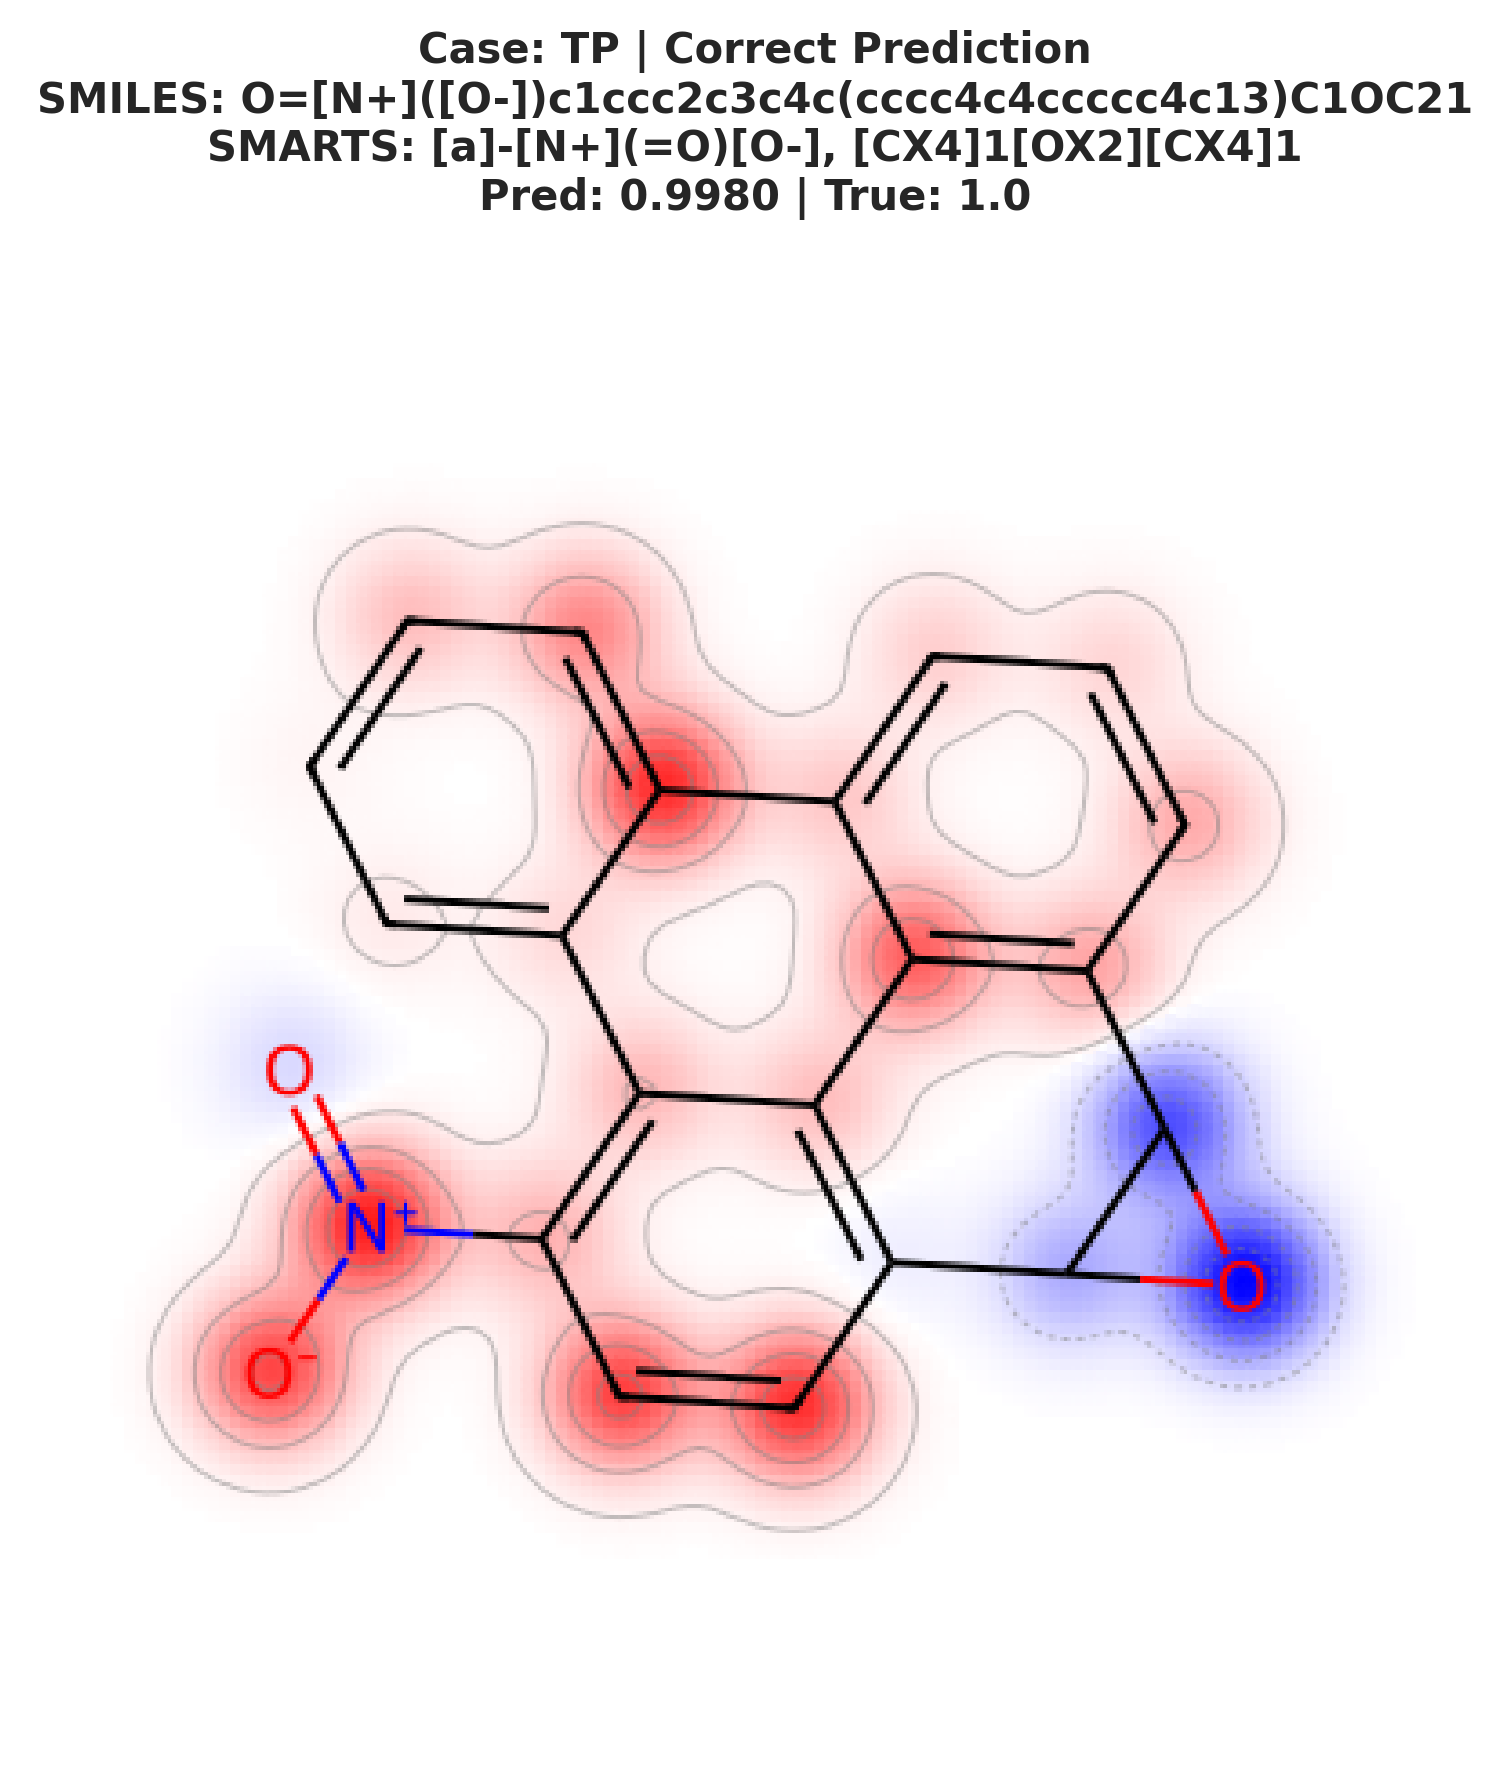 Case: TP | Correct Prediction
SMILES: O=[N+]([O-])c1ccc2c3c4c(cccc4c4ccccc4c13)C1OC21
SMARTS: [a]-[N+](=O)[O-], [CX4]1[OX2][CX4]1
Pred: 0.9980 | True: 1.0
O
N+
O
O-